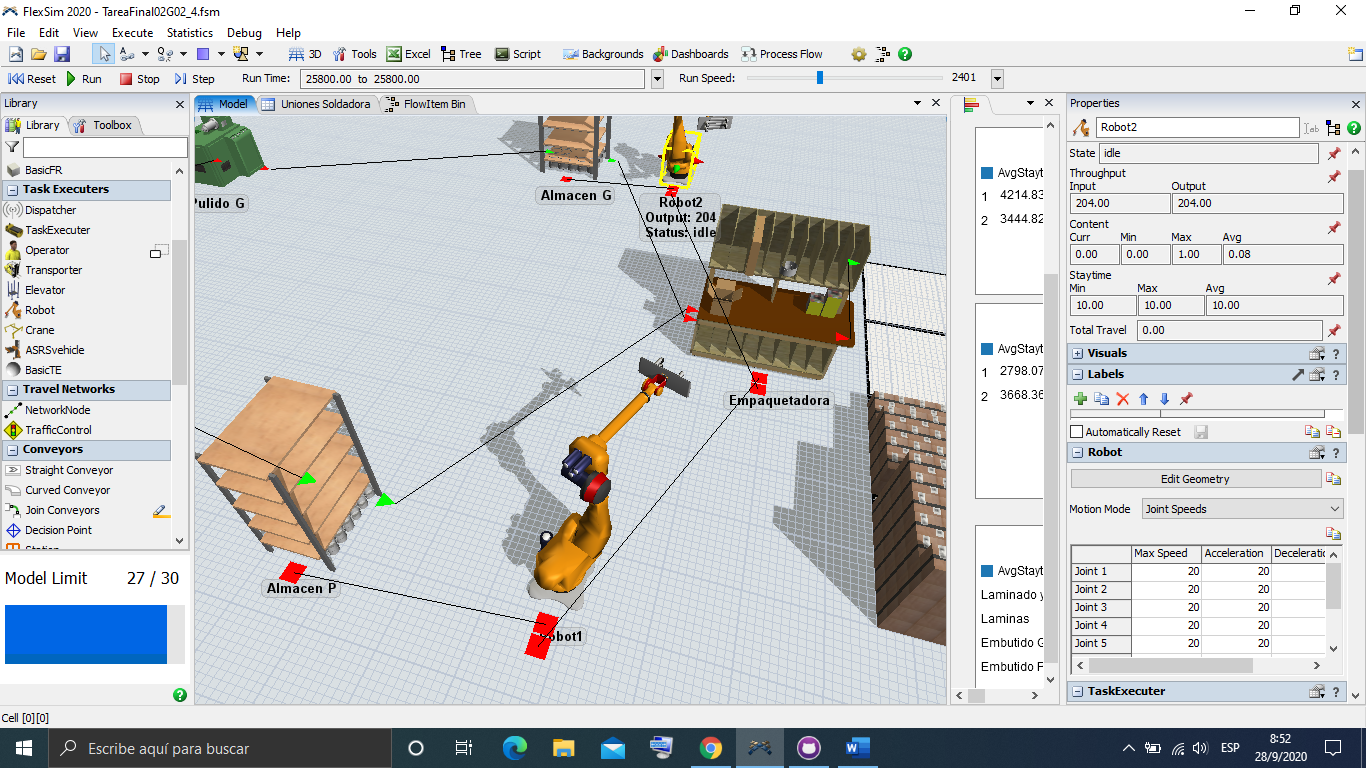 FlexSim 2020 - TareaFinal02G02_4.fsm
File Edit View Execute Statistics Debug Help
3D Tools Excel Tree Script Backgrounds Dashboards Process Flow
Reset Run Stop Step Run Time: 25800.00 to 25800.00 Run Speed: 2401
Library
Library Toolbox
BasicFR
Task Executers
Dispatcher
TaskExecuter
Operator
Transporter
Elevator
Robot
Crane
ASRSvehicle
BasicTE
Travel Networks
NetworkNode
TrafficControl
Conveyors
Straight Conveyor
Curved Conveyor
Join Conveyors
Decision Point
Model Limit 27 / 30
Cell [0][0]
Model Uniones Soldadora FlowItem Bin
Pulido G
Almacen G
Robot2
Output: 204
Status: idle
Empaquetadora
Almacen P
Robot1
AvgStayt
1 4214.83
2 3444.82
AvgStayt
1 2798.07
2 3668.36
AvgStayt
Laminado y
Laminas
Embutido G
Embutido F
Properties
Robot2
State idle
Throughput
Input Output
204.00 204.00
Content
Curr Min Max Avg
0.00 0.00 1.00 0.08
Staytime
Min Max Avg
10.00 10.00 10.00
Total Travel 0.00
Visuals
Labels
Automatically Reset
Robot
Edit Geometry
Motion Mode Joint Speeds
Max Speed Acceleration Deceleratio
Joint 1 20 20
Joint 2 20 20
Joint 3 20 20
Joint 4 20 20
Joint 5 20 20
TaskExecuter
Escribe aquí para buscar
ESP
8:52
28/9/2020